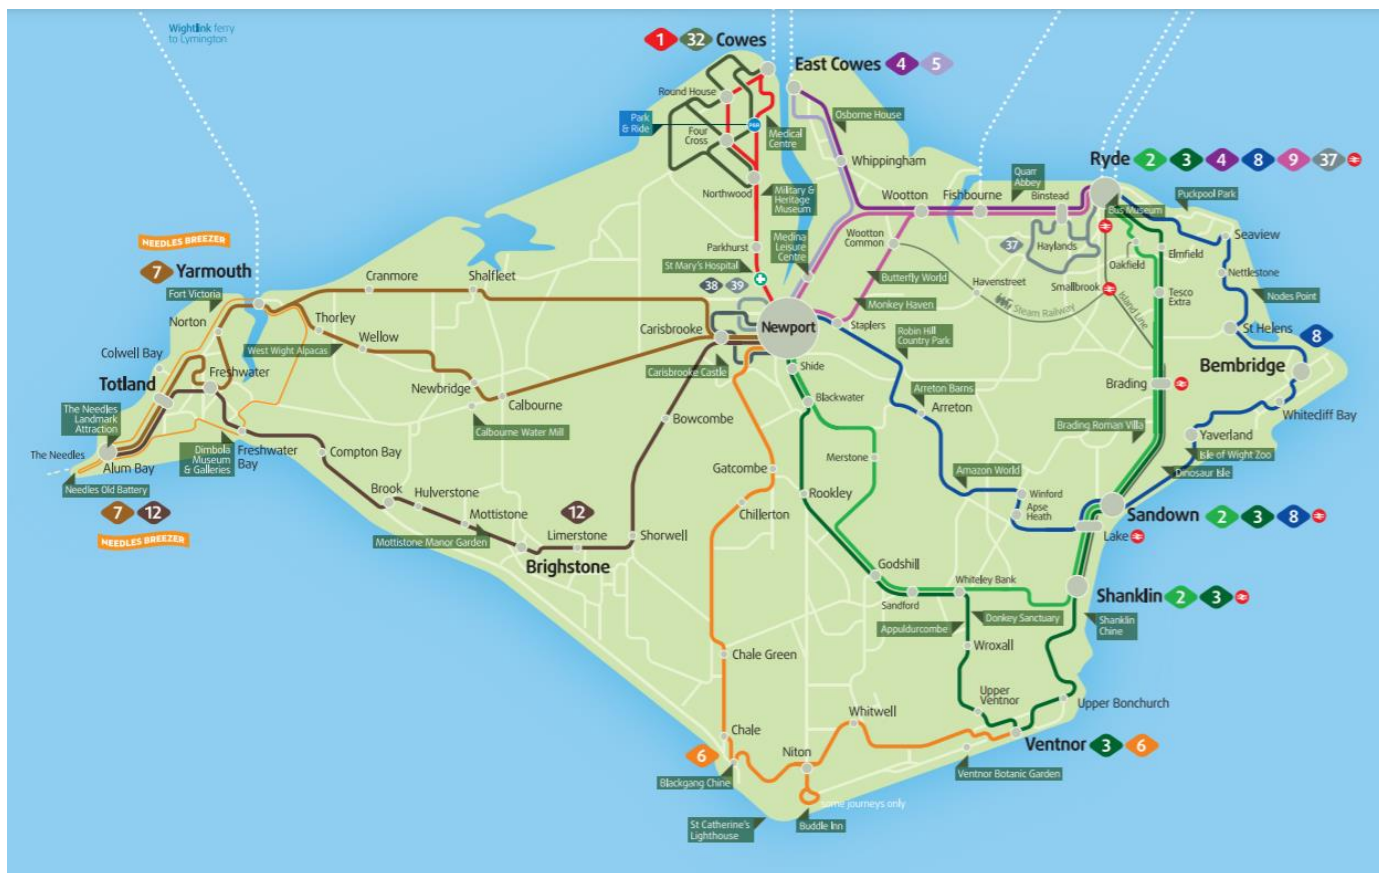 Wightlink ferry
to Lymington
1 32 Cowes
East Cowes 4 5
Round House
Park
& Ride
Four
Cross
Medical
Centre
Osborne House
Whippingham
Northwood
Military &
Heritage
Museum
Wootton
Fishbourne
Quarr
Abbey
Binstead
Ryde 2 3 4 8 9 37
Puckpool Park
Bus Museum
Seaview
Parkhurst
St Mary's Hospital
Medina
Leisure
Centre
Wootton
Common
37
Haylands
Oakfield
Elmfield
Nettlestone
NEEDLES BREEZER
7 Yarmouth
Fort Victoria
Cranmore
Shalfleet
38 39
Butterfly World
Havenstreet
Smallbrook
Tesco
Extra
Nodes Point
Monkey Haven
Steam Railway
Island Line
Norton
Thorley
Wellow
West Wight Alpacas
Carisbrooke
Newport
Staplers
Robin Hill
Country Park
St Helens
8
Colwell Bay
Totland
Freshwater
Newbridge
Calbourne
Carisbrooke Castle
Shide
Blackwater
Arreton Barns
Arreton
Brading
Bembridge
Whitecliff Bay
The Needles
Landmark
Attraction
Calbourne Water Mill
Bowcombe
Brading Roman Villa
Yaverland
Isle of Wight Zoo
Dinosaur Isle
The Needles
Alum Bay
Needles Old Battery
Dimbola
Museum
& Galleries
Freshwater
Bay
Compton Bay
Gatcombe
Merstone
Amazon World
7 12
NEEDLES BREEZER
Brook
Hulverstone
Mottistone
Mottistone Manor Garden
12
Limerstone
Shorwell
Brighstone
Chillerton
Rookley
Winford
Apse
Heath
Sandown 2 3 8
Lake
Godshill
Sandford
Whiteley Bank
Shanklin 2 3
Appuldurcombe
Donkey Sanctuary
Shanklin
Chine
Wroxall
Chale Green
Upper
Ventnor
Upper Bonchurch
Chale
Whitwell
Ventnor 3 6
6
Blackgang Chine
Niton
Ventnor Botanic Garden
some journeys only
St Catherine's
Lighthouse
Buddle Inn